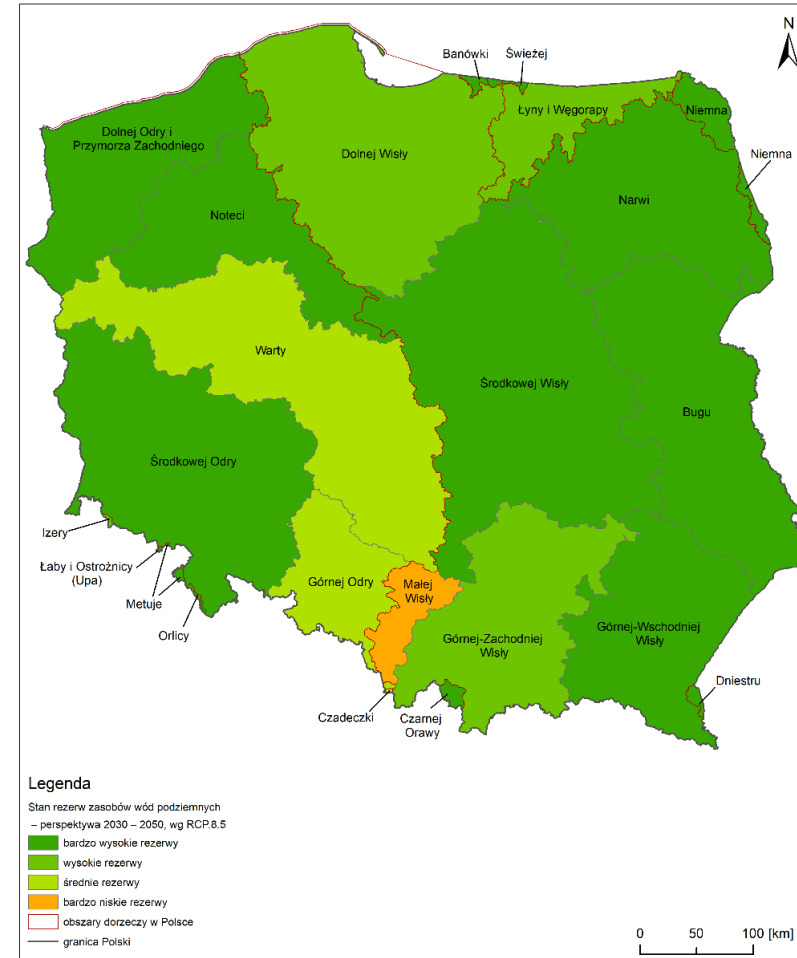 N
Banówki
Świeżej
Łyny i Węgorapy
Niemna
Dolnej Odry i
Przymorza Zachodniego
Dolnej Wisły
Niemna
Narwi
Noteci
Warty
Środkowej Wisły
Bugu
Środkowej Odry
Izery
Łaby i Ostrożnicy
(Upa)
Metuje
Orlicy
Górnej Odry
Małej
Wisły
Górnej-Zachodniej
Wisły
Górnej-Wschodniej
Wisły
Dniestru
Czadeczki
Czarnej
Orawy
Legenda
Stan rezerw zasobów wód podziemnych
– perspektywa 2030 – 2050, wg RCP.8.5
bardzo wysokie rezerwy
wysokie rezerwy
średnie rezerwy
bardzo niskie rezerwy
obszary dorzeczy w Polsce
granica Polski
0 50 100 [km]